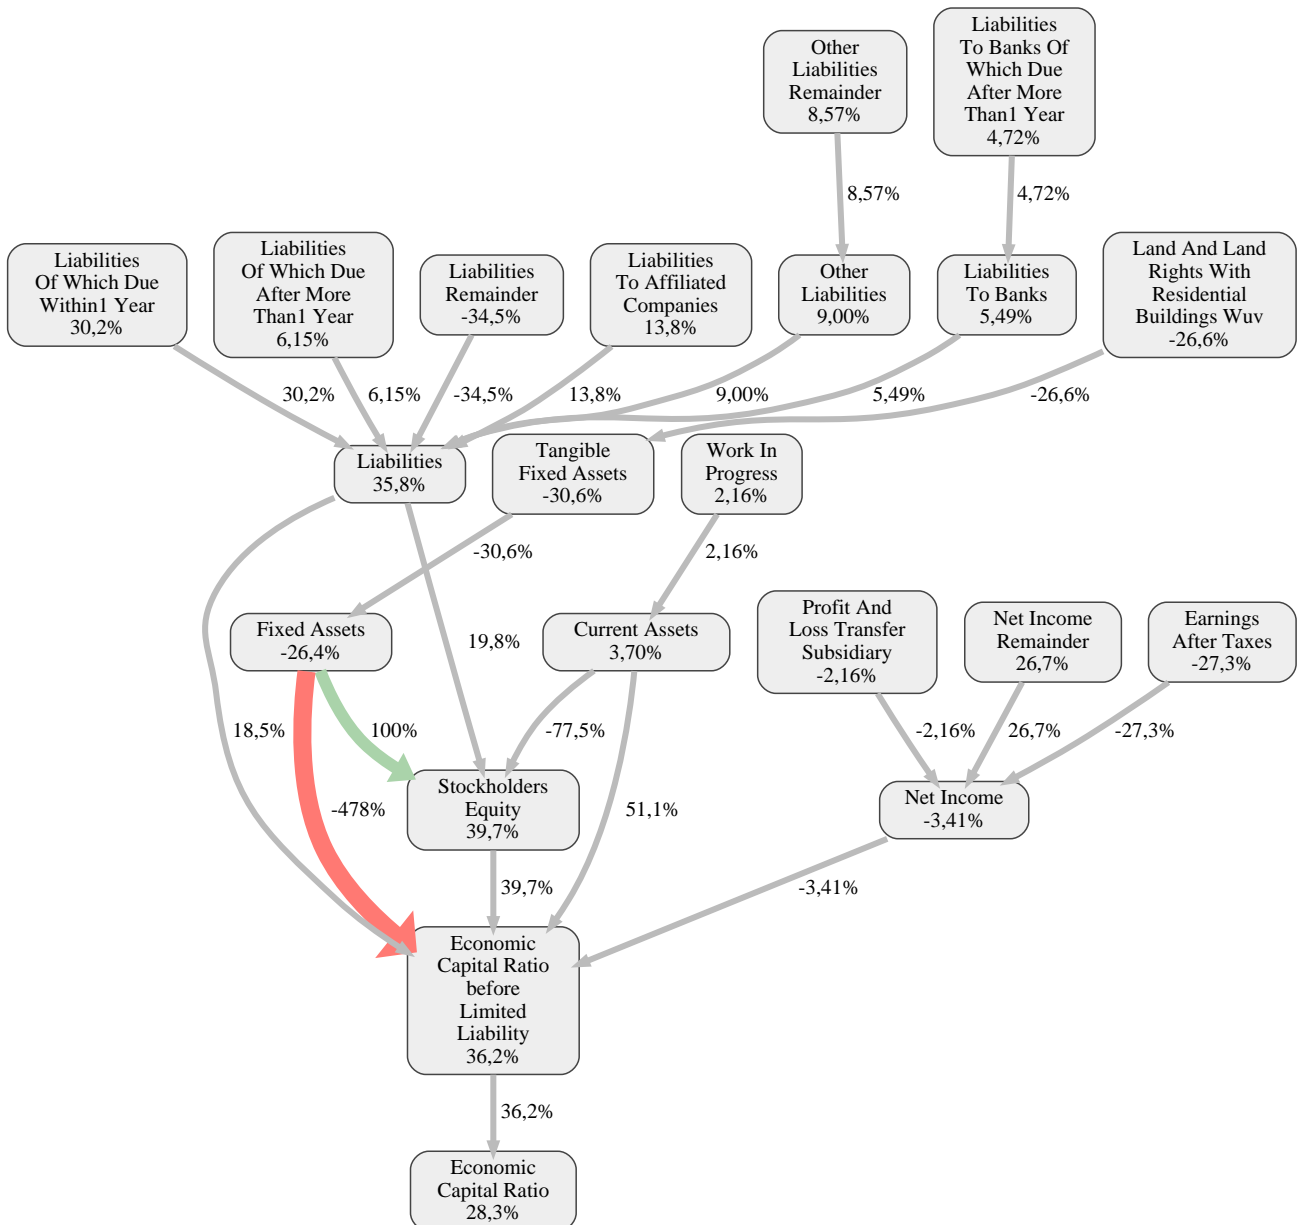 Other
Liabilities
Remainder
8,57%
Liabilities
To Banks Of
Which Due
After More
Than1 Year
4,72%
8,57%
4,72%
Liabilities
Of Which Due
Within1 Year
30,2%
Liabilities
Of Which Due
After More
Than1 Year
6,15%
Liabilities
Remainder
-34,5%
Liabilities
To Affiliated
Companies
13,8%
Other
Liabilities
9,00%
Liabilities
To Banks
5,49%
Land And Land
Rights With
Residential
Buildings Wuv
-26,6%
30,2%
6,15%
-34,5%
13,8%
9,00%
5,49%
-26,6%
Liabilities
35,8%
Tangible
Fixed Assets
-30,6%
Work In
Progress
2,16%
-30,6%
2,16%
Fixed Assets
-26,4%
19,8%
Current Assets
3,70%
Profit And
Loss Transfer
Subsidiary
-2,16%
Net Income
Remainder
26,7%
Earnings
After Taxes
-27,3%
18,5%
100%
-77,5%
-2,16%
26,7%
-27,3%
-478%
Stockholders
Equity
39,7%
51,1%
Net Income
-3,41%
39,7%
-3,41%
Economic
Capital Ratio
before
Limited
Liability
36,2%
36,2%
Economic
Capital Ratio
28,3%